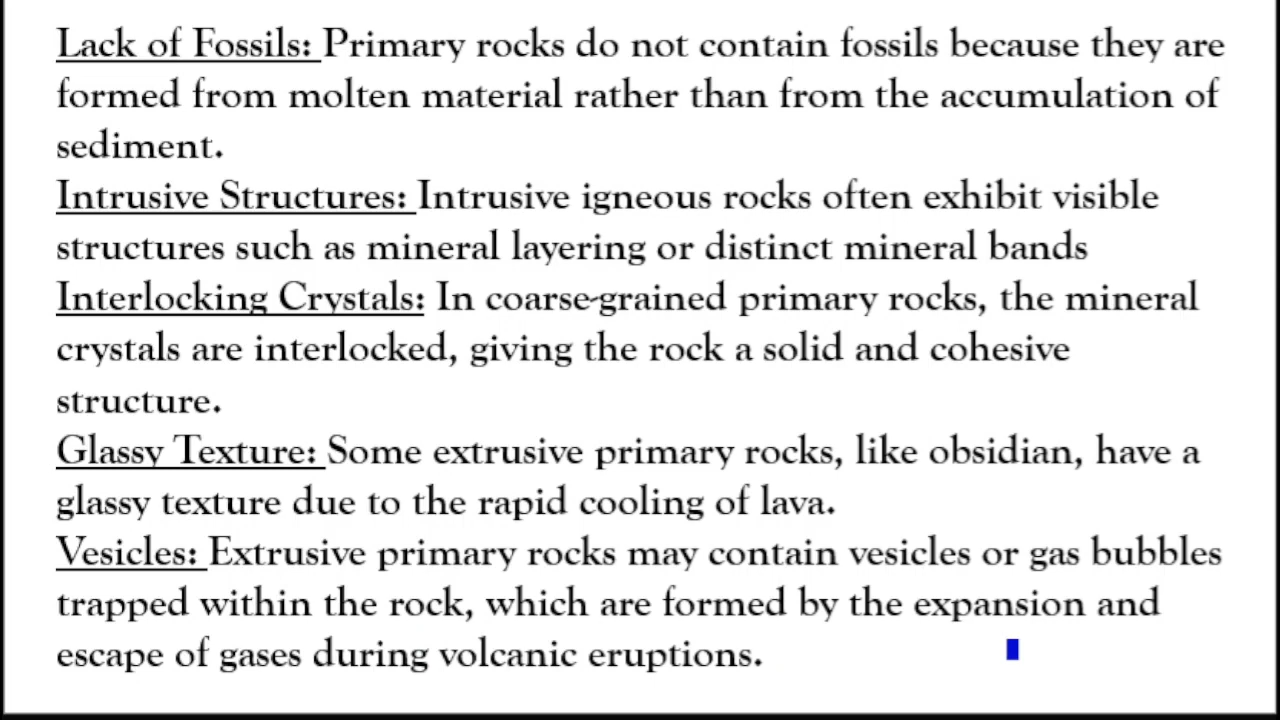 Lack of Fossils: Primary rocks do not contain fossils because they are
formed from molten material rather than from the accumulation of
sediment.
Intrusive Structures: Intrusive igneous rocks often exhibit visible
structures such as mineral layering or distinct mineral bands
Interlocking Crystals: In coarse-grained primary rocks, the mineral
crystals are interlocked, giving the rock a solid and cohesive
structure.
Glassy Texture: Some extrusive primary rocks, like obsidian, have a
glassy texture due to the rapid cooling of lava.
Vesicles: Extrusive primary rocks may contain vesicles or gas bubbles
trapped within the rock, which are formed by the expansion and
escape of gases during volcanic eruptions.